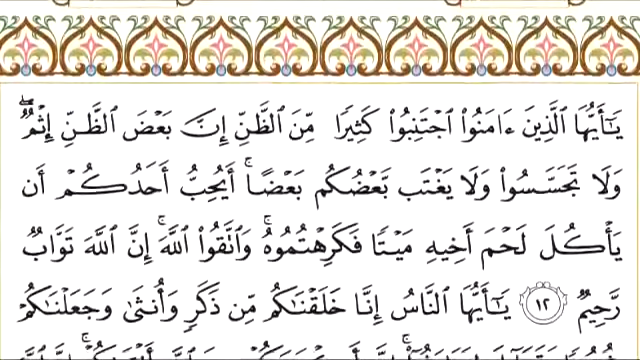 يَـٰٓأَيُّهَا ٱلَّذِينَ ءَامَنُوا۟ ٱجْتَنِبُوا۟ كَثِيرًا مِّنَ ٱلظَّنِّ إِنَّ بَعْضَ ٱلظَّنِّ إِثْمٌۖ
وَلَا تَجَسَّسُوا۟ وَلَا يَغْتَب بَّعْضُكُم بَعْضًاۚ أَيُحِبُّ أَحَدُكُمْ أَن
يَأْكُلَ لَحْمَ أَخِيهِ مَيْتًا فَكَرِهْتُمُوهُۚ وَٱتَّقُوا۟ ٱللَّهَۚ إِنَّ ٱللَّهَ تَوَّابٌ
رَّحِيمٌ ١٢ يَـٰٓأَيُّهَا ٱلنَّاسُ إِنَّا خَلَقْنَـٰكُم مِّن ذَكَرٍ وَأُنثَىٰ وَجَعَلْنَـٰكُمْ